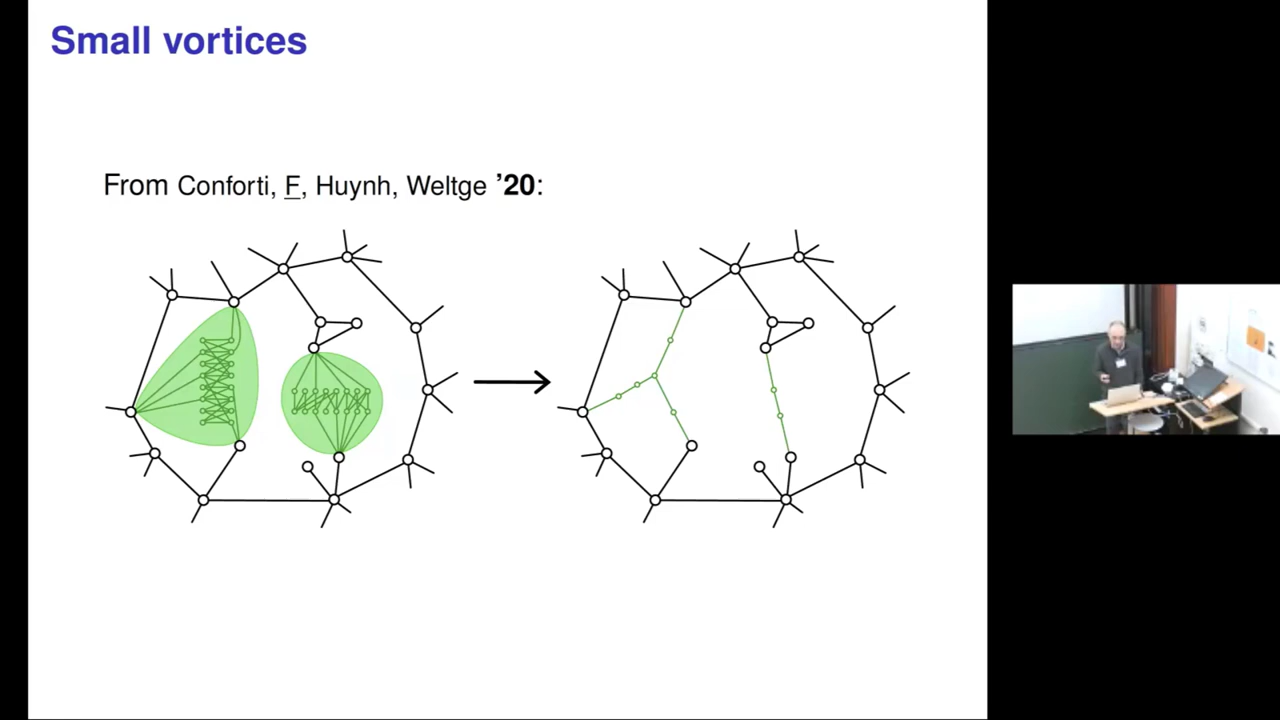 Small vortices
From Conforti, F, Huynh, Weltge ’20: